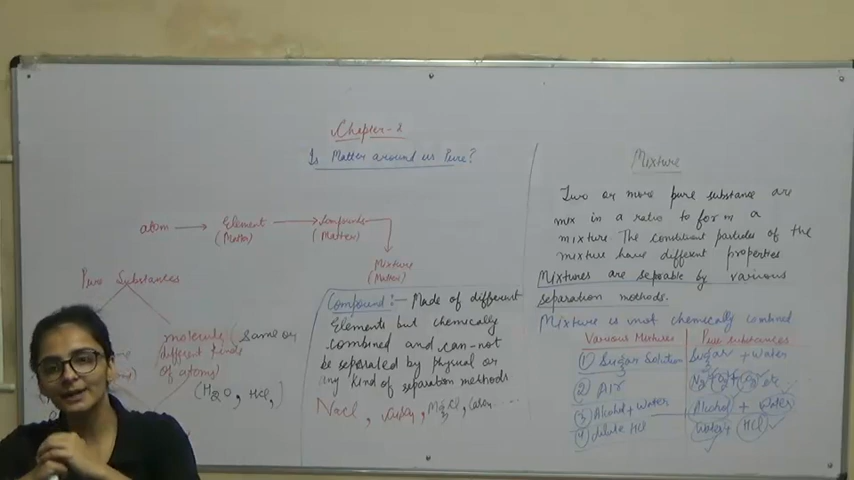 Chapter-2
Is Matter around us Pure?
atom → Element → Compounds
(Matter) (Matter)
Mixture
(Matter)
Pure Substances
molecule (Same or
different kinds
of atoms)
(H2O, HCl,)
Compound:- Made of different
Elements but chemically
combined and can-not
be seperated by physical or
any kind of separation methods
NaCl,
Mixture
Two or more pure substance are
mix in a ratio to form a
mixture. The constituent particles of the
mixture have different properties
Mixtures are sepable by various
separation methods.
Mixture is not chemically combined
Various Mixtures Pure substances
① Sugar Solution Sugar + water
② Air N2 O2 CO2 etc
③ Alcohol + Water Alcohol + Water
④ dilute HCl Water + HCl